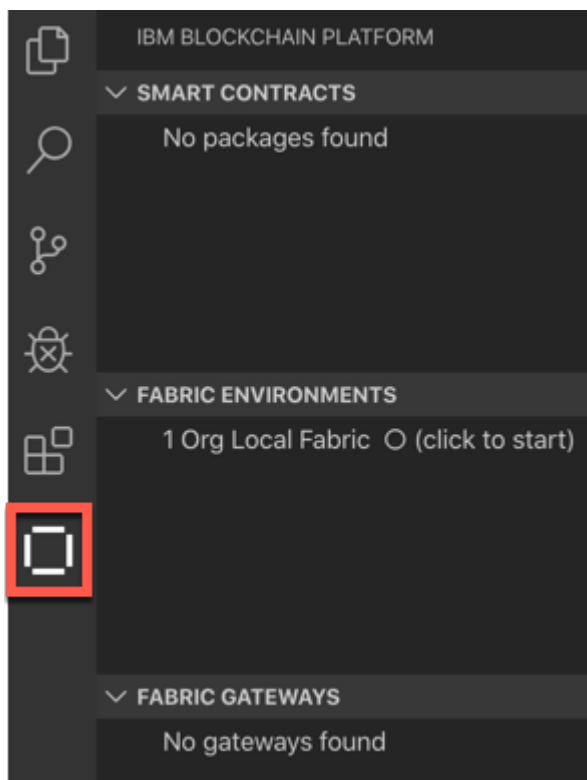 IBM BLOCKCHAIN PLATFORM
SMART CONTRACTS
No packages found
FABRIC ENVIRONMENTS
1 Org Local Fabric ○ (click to start)
FABRIC GATEWAYS
No gateways found